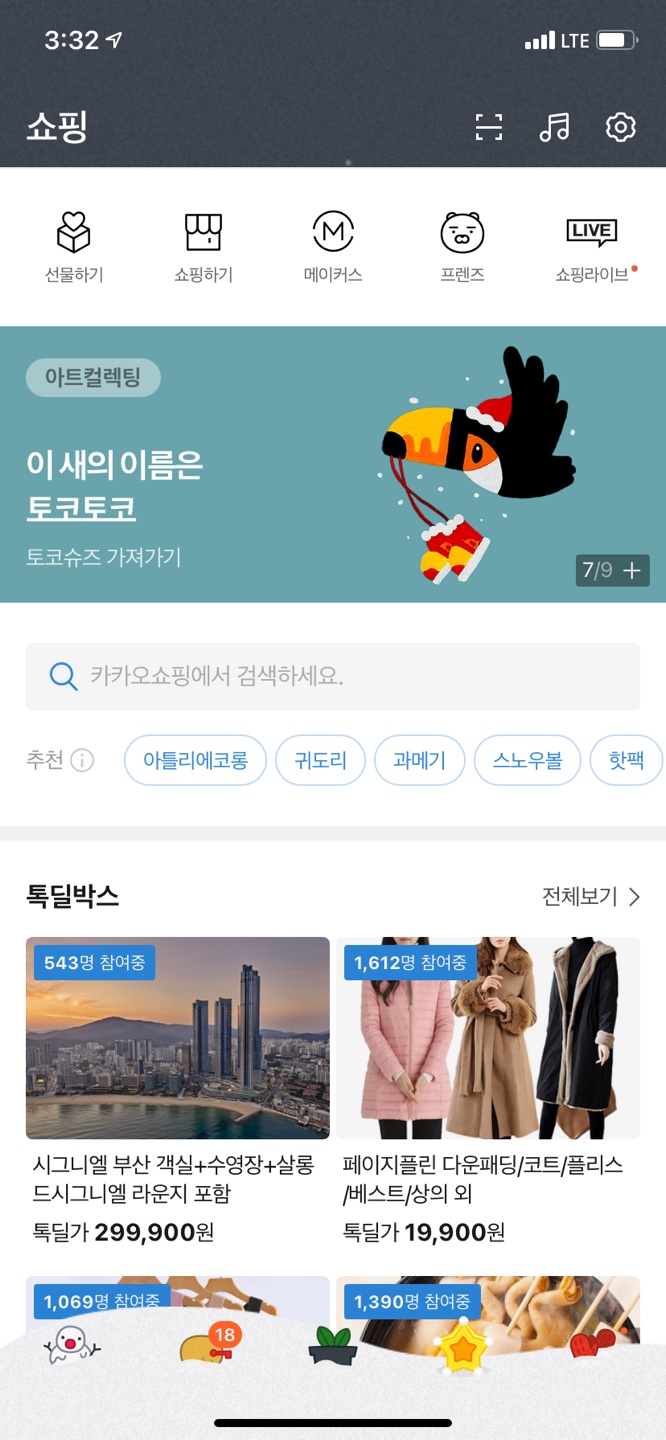 3:32
LTE
쇼핑
선물하기
쇼핑하기
M
메이커스
프렌즈
LIVE
쇼핑라이브
아트컬렉팅
이 새의 이름은
토코토코
토코슈즈 가져가기
7/9 +
카카오쇼핑에서 검색하세요.
추천
아틀리에코롱
귀도리
과메기
스노우볼
핫팩
톡딜박스
전체보기
543명 참여중
1,612명 참여중
시그니엘 부산 객실+수영장+살롱
드시그니엘 라운지 포함
톡딜가 299,900원
페이지플린 다운패딩/코트/플리스
/베스트/상의 외
톡딜가 19,900원
1,069명 참여중
1,390명 참여중
18